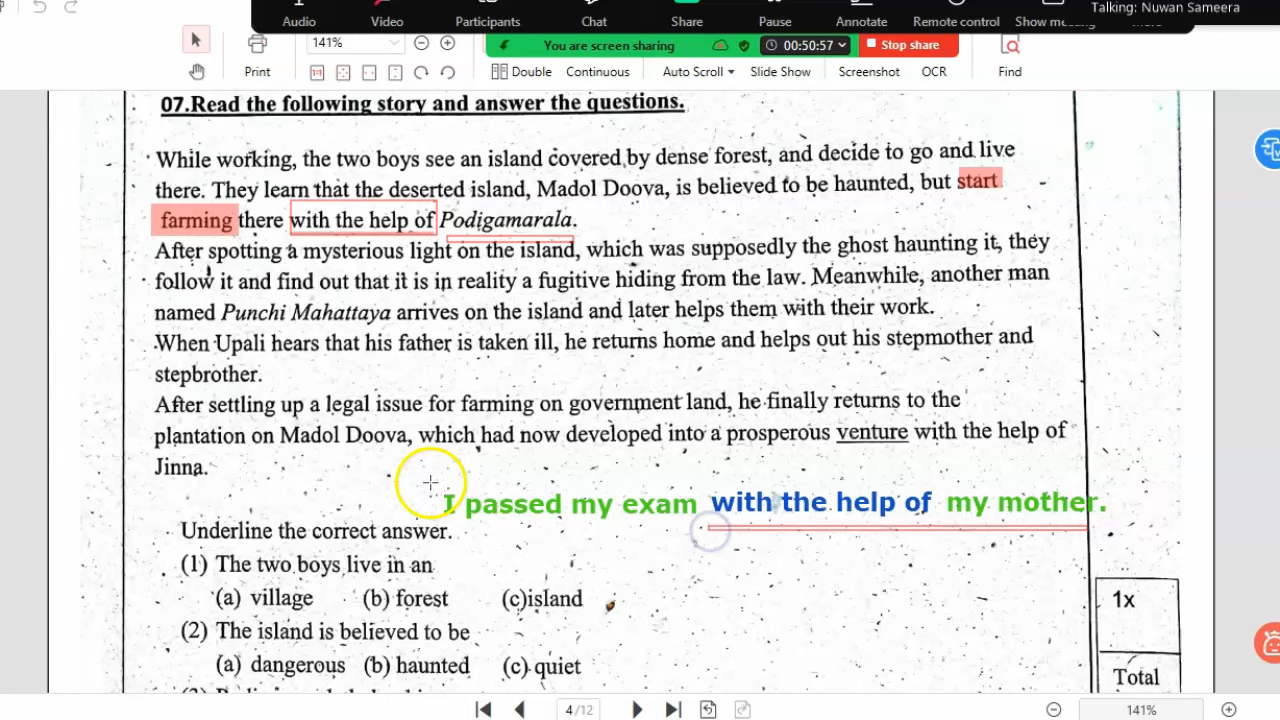 Talking: Nuwan Sameera
Audio Video Participants Chat Share Pause Annotate Remote control
141% You are screen sharing 00:50:57 Stop share
Print Double Continuous Auto Scroll Slide Show Screenshot OCR Find
07.Read the following story and answer the questions.
While working, the two boys see an island covered by dense forest, and decide to go and live
there. They learn that the deserted island, Madol Doova, is believed to be haunted, but start
farming there with the help of Podigamarala.
After spotting a mysterious light on the island, which was supposedly the ghost haunting it, they
follow it and find out that it is in reality a fugitive hiding from the law. Meanwhile, another man
named Punchi Mahattaya arrives on the island and later helps them with their work.
When Upali hears that his father is taken ill, he returns home and helps out his stepmother and
stepbrother.
After settling up a legal issue for farming on government land, he finally returns to the
plantation on Madol Doova, which had now developed into a prosperous venture with the help of
Jinna.
I passed my exam with the help of my mother.
Underline the correct answer.
(1) The two boys live in an
(a) village (b) forest (c)island
1x
(2) The island is believed to be
(a) dangerous (b) haunted (c) quiet
Total
4/12 141%